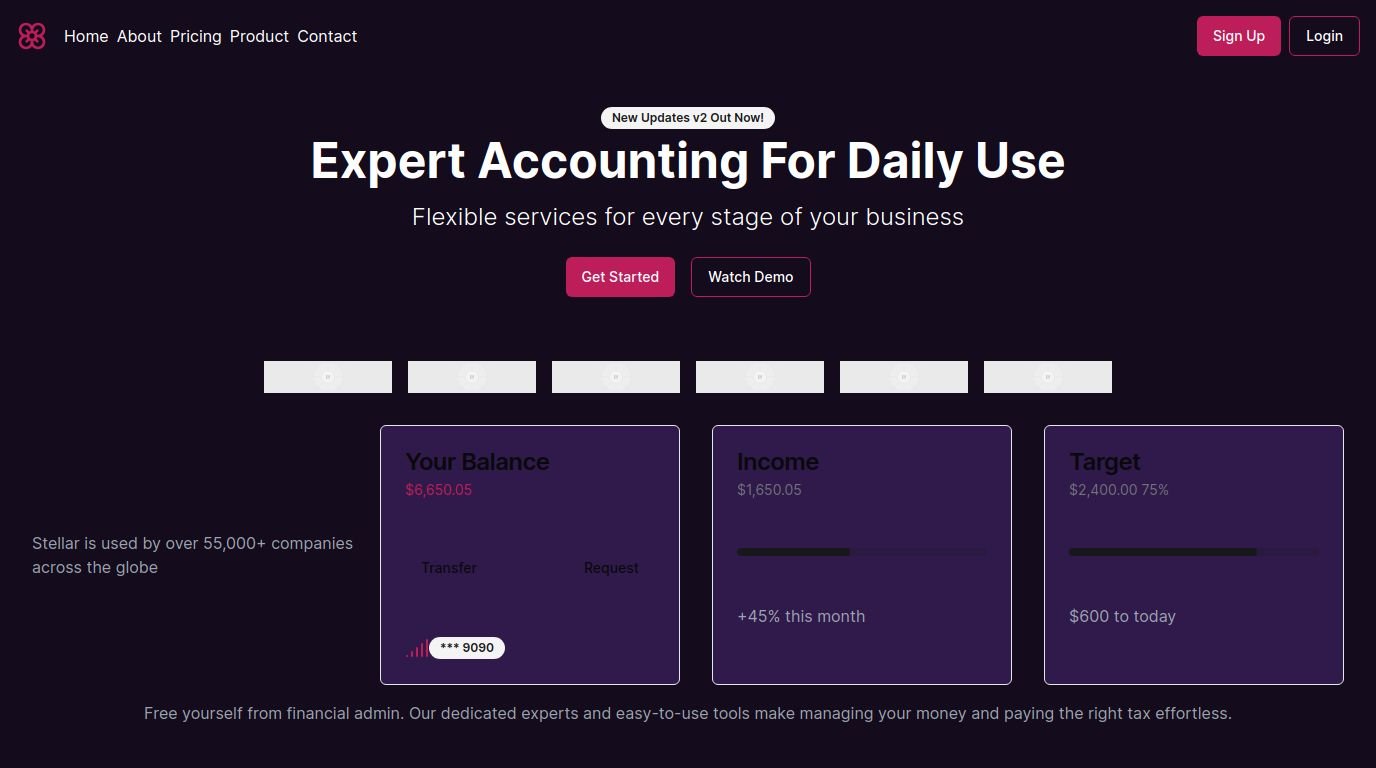 Home About Pricing Product Contact
Sign Up
Login
New Updates v2 Out Now!
Expert Accounting For Daily Use
Flexible services for every stage of your business
Get Started
Watch Demo
Stellar is used by over 55,000+ companies
across the globe
Your Balance
$6,650.05
Transfer
Request
*** 9090
Income
$1,650.05
+45% this month
Target
$2,400.00 75%
$600 to today
Free yourself from financial admin. Our dedicated experts and easy-to-use tools make managing your money and paying the right tax effortless.